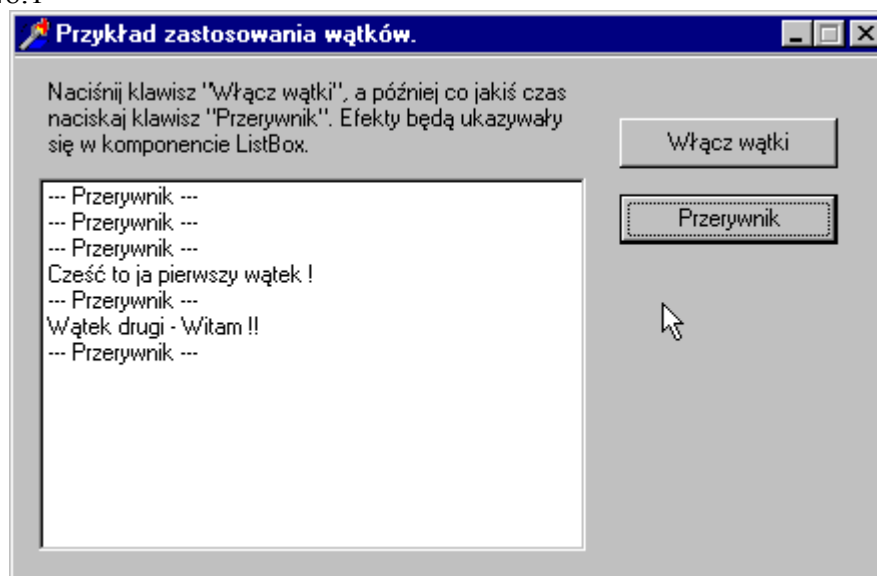 Przykład zastosowania wątków.
Naciśnij klawisz "Włącz wątki", a później co jakiś czas
naciskaj klawisz "Przerywnik". Efekty będą ukazywały
się w komponencie ListBox.
Włącz wątki
Przerywnik
--- Przerywnik ---
--- Przerywnik ---
--- Przerywnik ---
Cześć to ja pierwszy wątek !
--- Przerywnik ---
Wątek drugi - Witam !!
--- Przerywnik ---